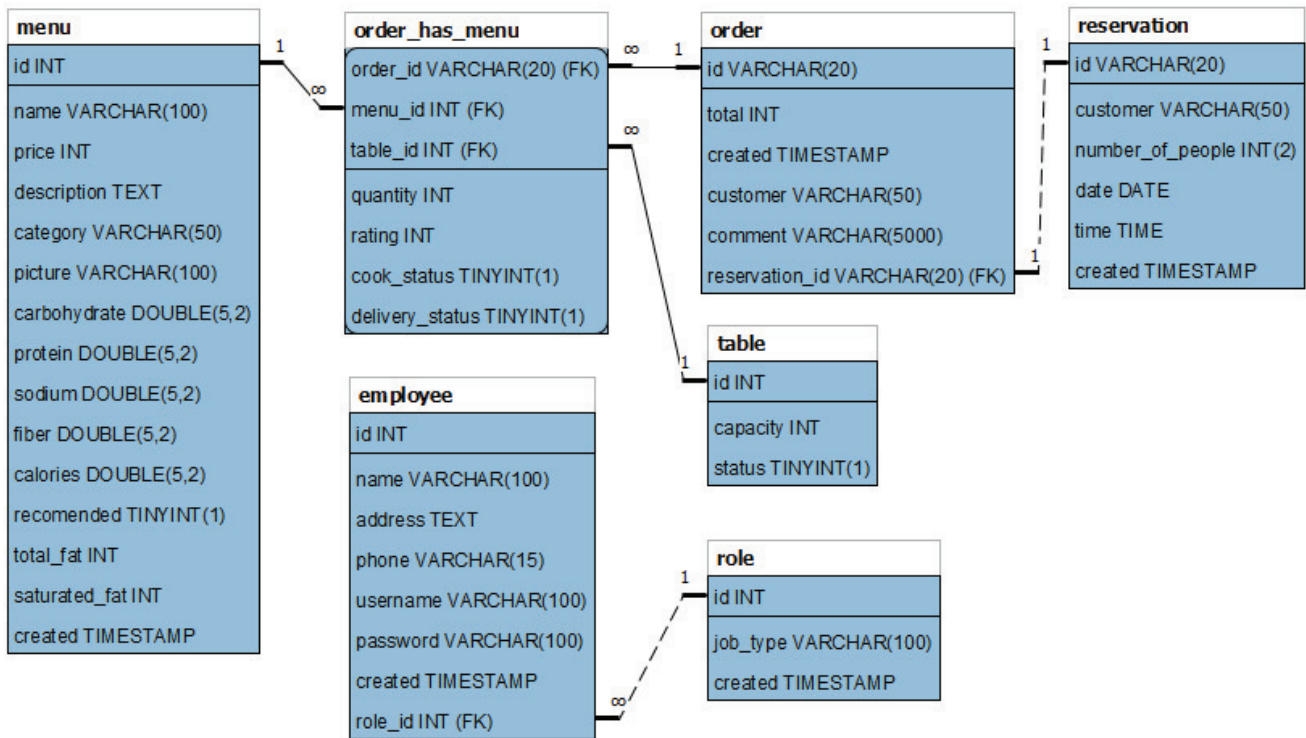 menu
id INT
name VARCHAR(100)
price INT
description TEXT
category VARCHAR(50)
picture VARCHAR(100)
carbohydrate DOUBLE(5,2)
protein DOUBLE(5,2)
sodium DOUBLE(5,2)
fiber DOUBLE(5,2)
calories DOUBLE(5,2)
recomended TINYINT(1)
total_fat INT
saturated_fat INT
created TIMESTAMP
1
∞
order_has_menu
order_id VARCHAR(20) (FK)
menu_id INT (FK)
table_id INT (FK)
quantity INT
rating INT
cook_status TINYINT(1)
delivery_status TINYINT(1)
∞
1
∞
1
order
id VARCHAR(20)
total INT
created TIMESTAMP
customer VARCHAR(50)
comment VARCHAR(5000)
reservation_id VARCHAR(20) (FK)
1
1
reservation
id VARCHAR(20)
customer VARCHAR(50)
number_of_people INT(2)
date DATE
time TIME
created TIMESTAMP
table
id INT
capacity INT
status TINYINT(1)
employee
id INT
name VARCHAR(100)
address TEXT
phone VARCHAR(15)
username VARCHAR(100)
password VARCHAR(100)
created TIMESTAMP
role_id INT (FK)
∞
1
role
id INT
job_type VARCHAR(100)
created TIMESTAMP